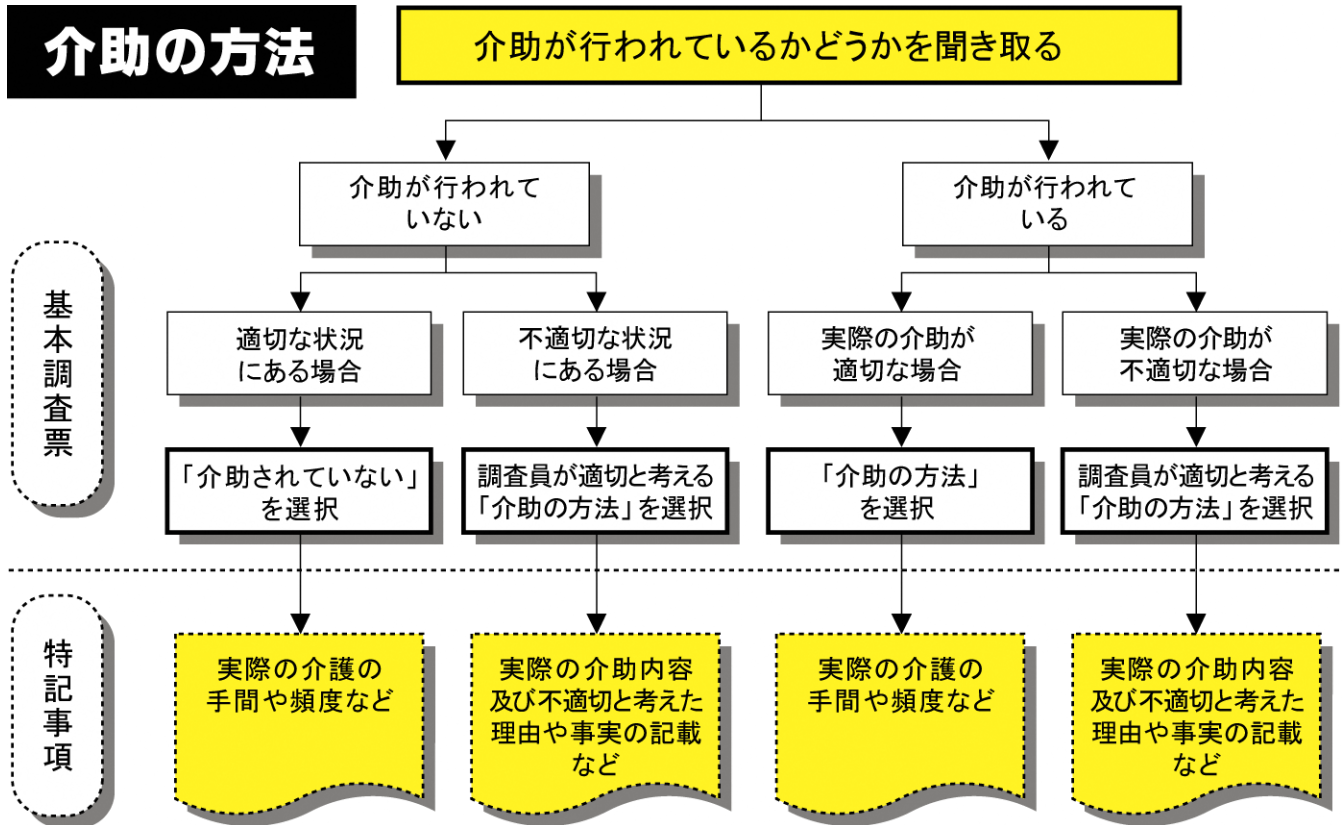 介助の方法
介助が行われているかどうかを聞き取る
介助が行われて
いない
介助が行われて
いる
基本調査票
適切な状況
にある場合
不適切な状況
にある場合
実際の介助が
適切な場合
実際の介助が
不適切な場合
「介助されていない」
を選択
調査員が適切と考える
「介助の方法」を選択
「介助の方法」
を選択
調査員が適切と考える
「介助の方法」を選択
特記事項
実際の介護の
手間や頻度など
実際の介助内容
及び不適切と考えた
理由や事実の記載
など
実際の介護の
手間や頻度など
実際の介助内容
及び不適切と考えた
理由や事実の記載
など